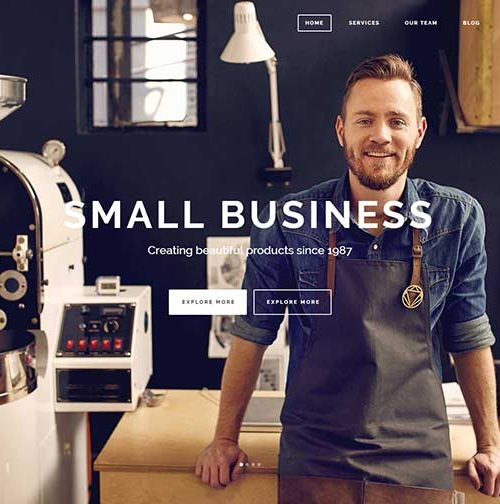 HOME SERVICES OUR TEAM BLOG
SMALL BUSINESS
Creating beautiful products since 1987
EXPLORE MORE EXPLORE MORE